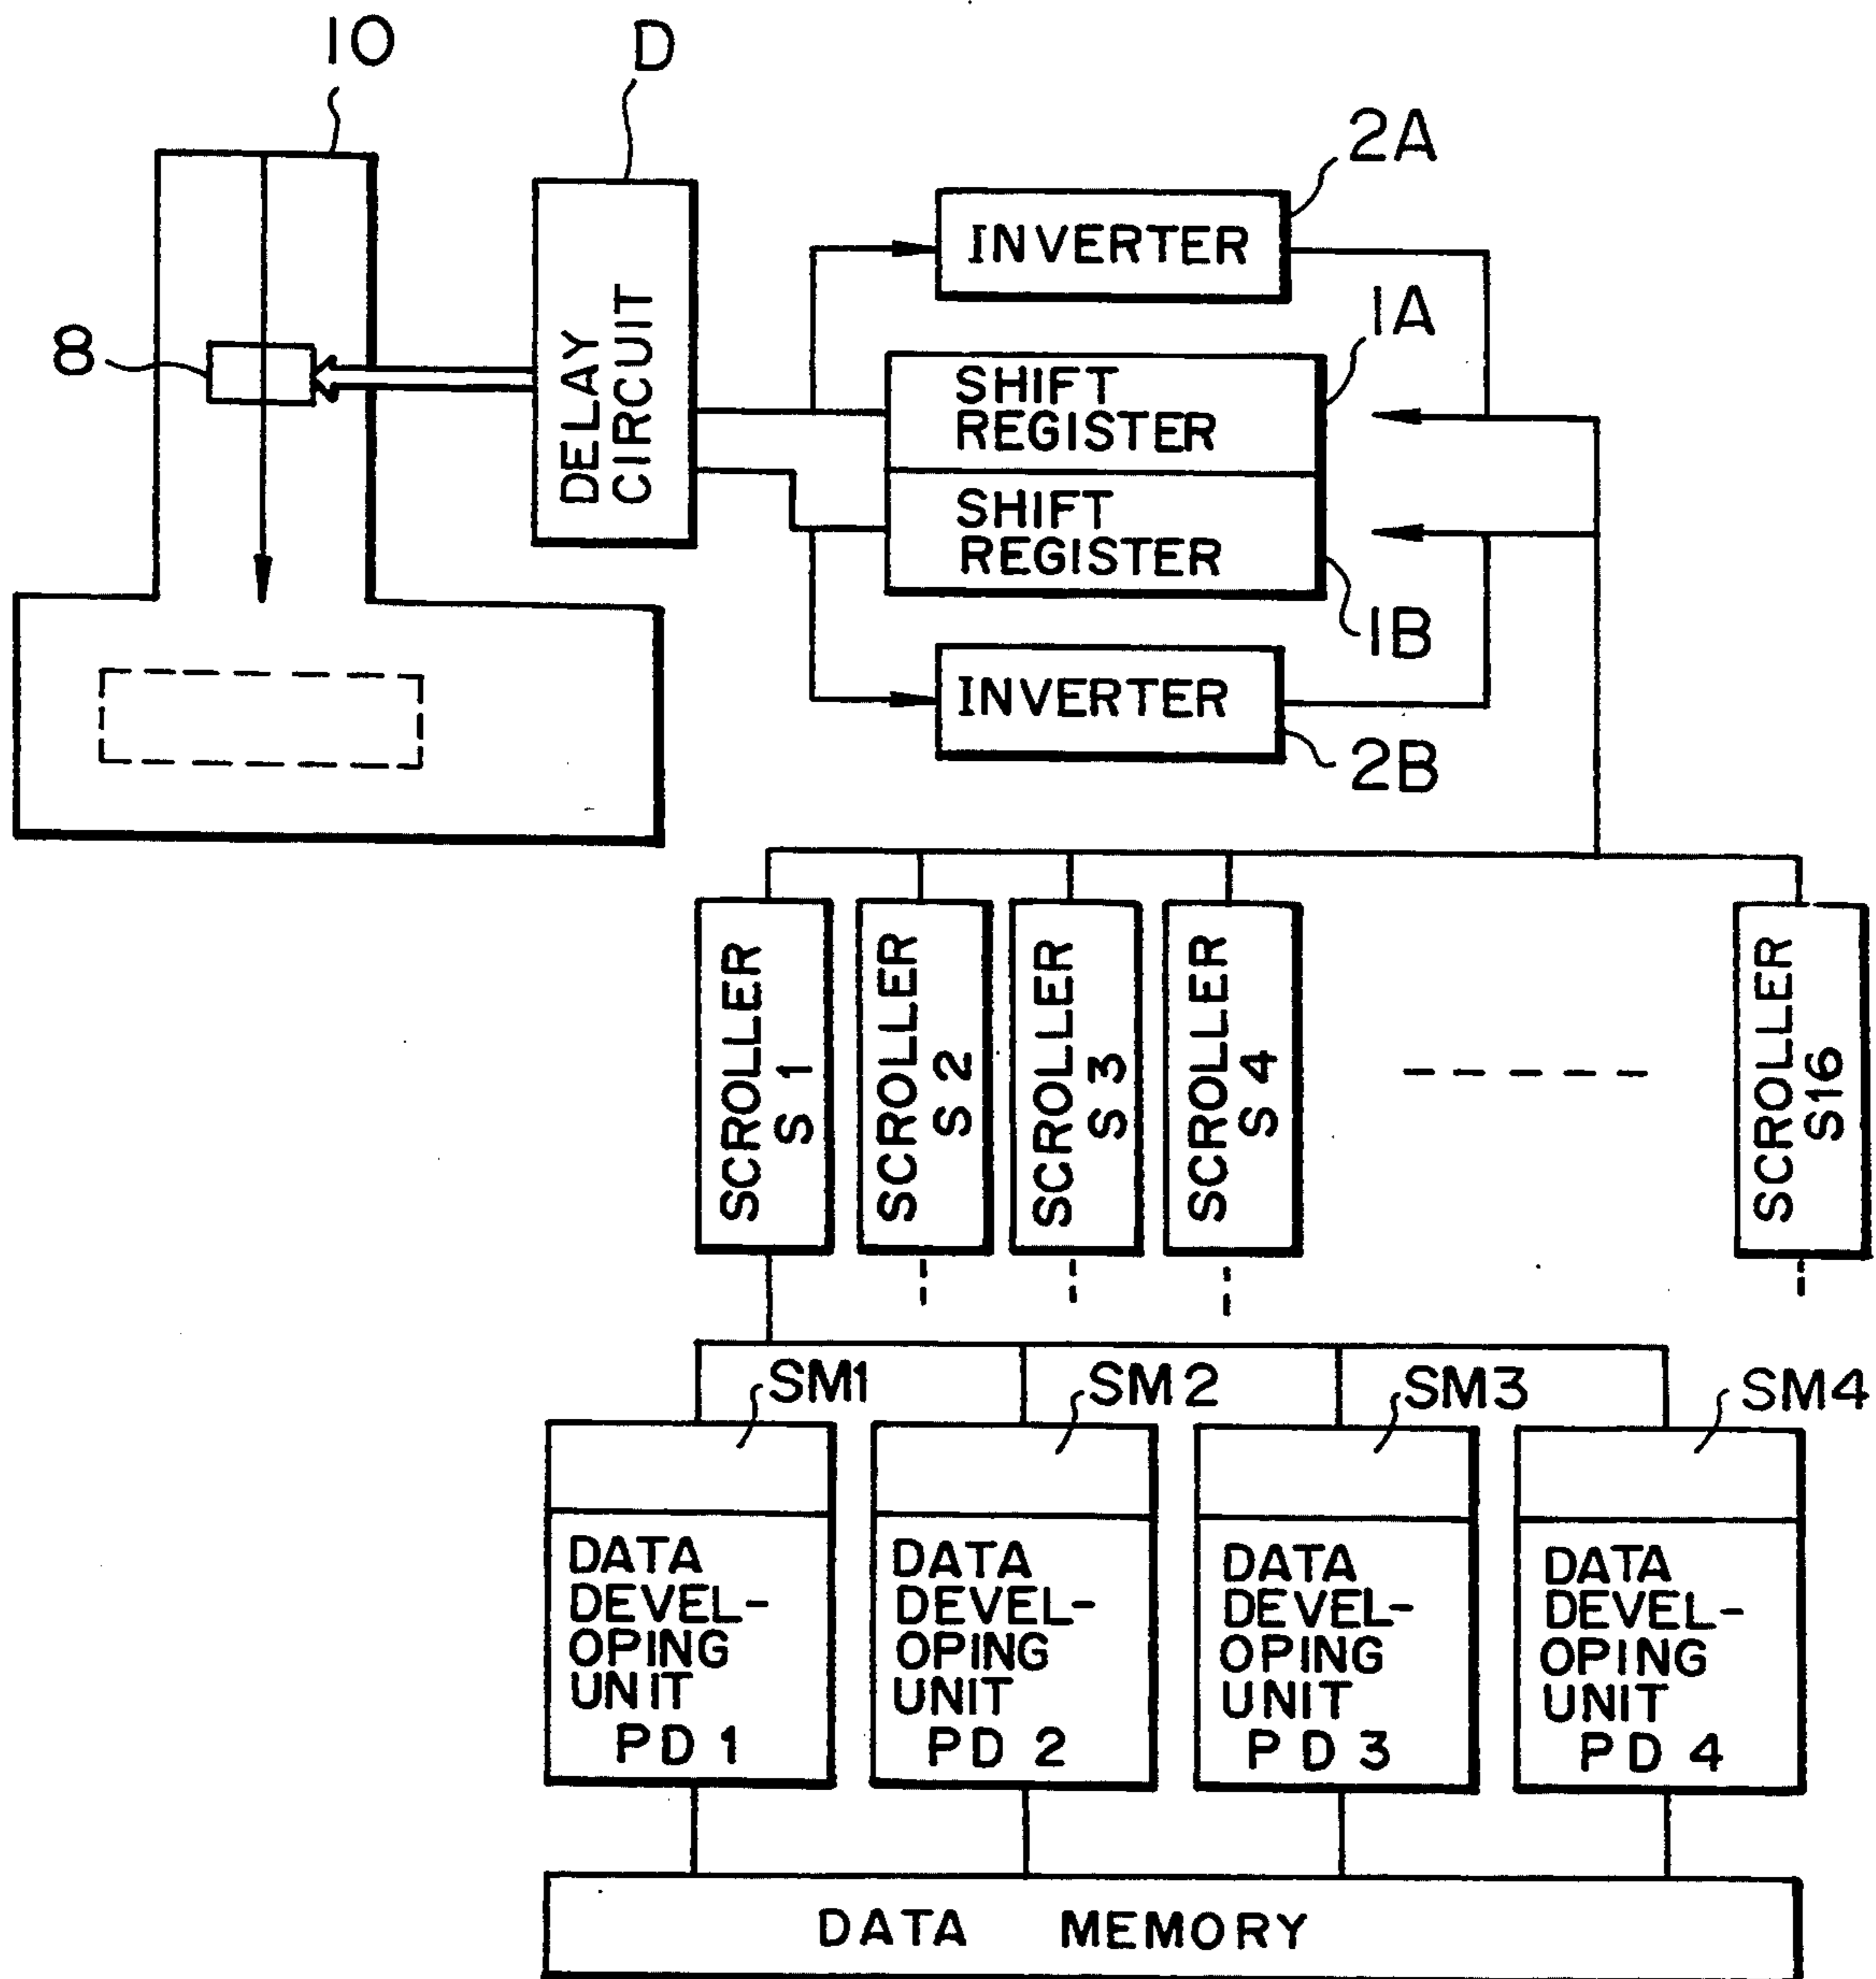 10
D
2A
INVERTER
1A
8
DELAY
CIRCUIT
SHIFT
REGISTER
SHIFT
REGISTER
1B
INVERTER
2B
SCROLLER
S 1
SCROLLER
S 2
SCROLLER
S 3
SCROLLER
S 4
SCROLLER
S16
SM1
SM2
SM3
SM4
DATA
DEVEL-
OPING
UNIT
PD 1
DATA
DEVEL-
OPING
UNIT
PD 2
DATA
DEVEL-
OPING
UNIT
PD 3
DATA
DEVEL-
OPING
UNIT
PD 4
DATA MEMORY